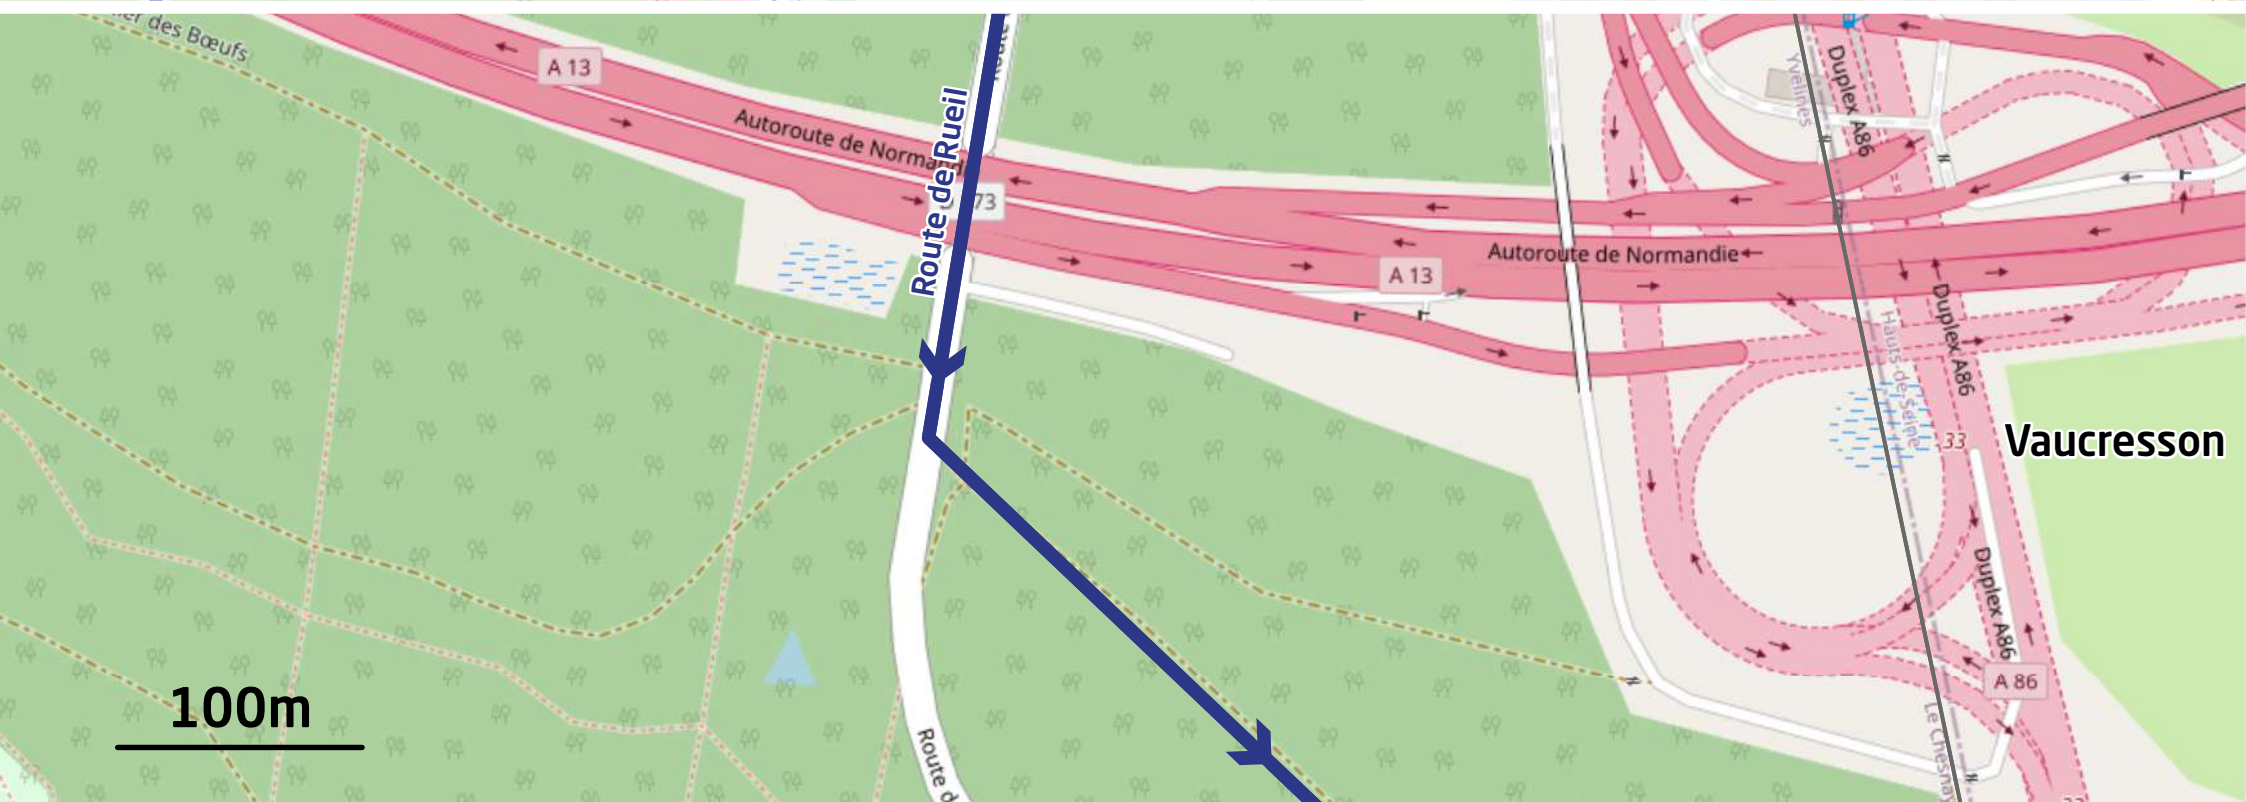 des Bœufs
A 13
Autoroute de Normandie
Route de Rueil
73
Yvelines
Duplex A86
Autoroute de Normandie
A 13
Duplex A86
Hauts-de-Seine
33
Vaucresson
Duplex A86
A 86
Le Chesnay
100m
Route d